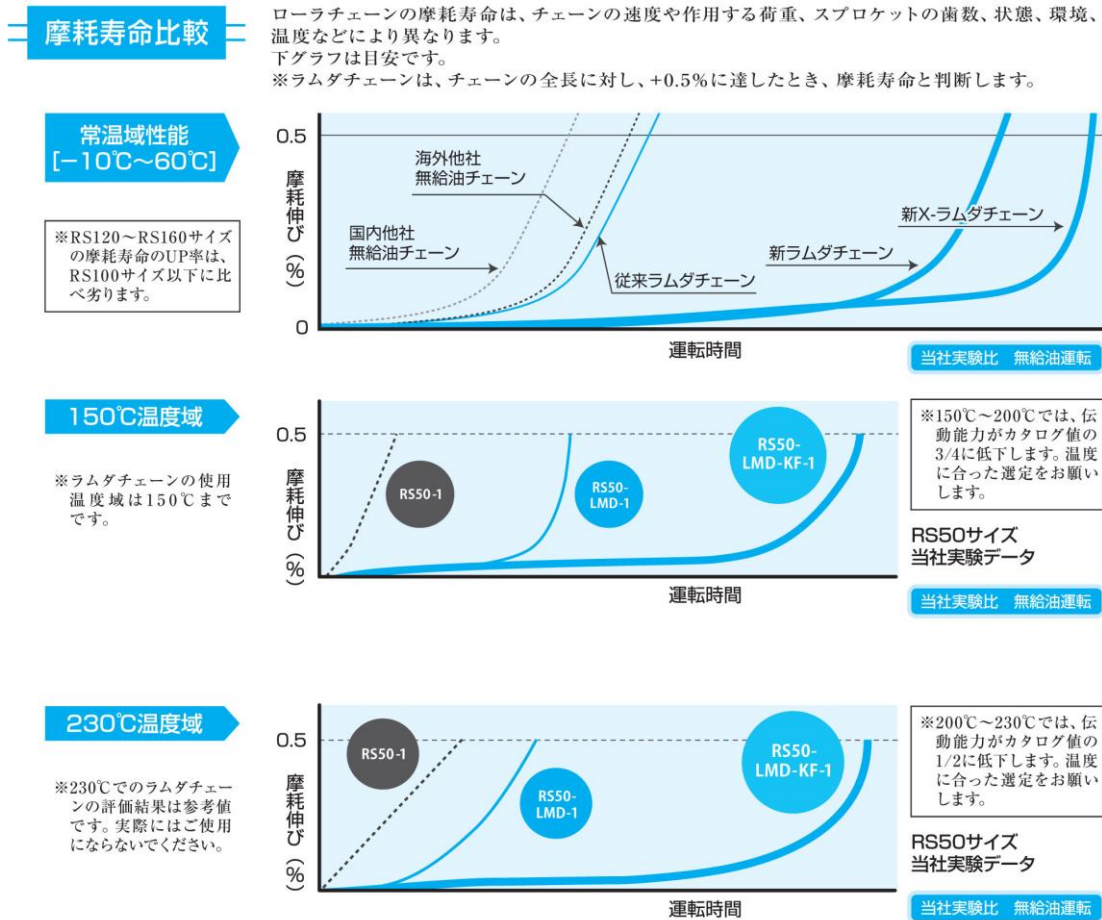 摩耗寿命比較
ローラチェーンの摩耗寿命は、チェーンの速度や作用する荷重、スプロケットの歯数、状態、環境、
温度などにより異なります。
下グラフは目安です。
※ラムダチェーンは、チェーンの全長に対し、+0.5%に達したとき、摩耗寿命と判断します。
常温域性能
[−10℃〜60℃]
※RS120〜RS160サイズ
の摩耗寿命のUP率は、
RS100サイズ以下に比
べ劣ります。
0.5
摩耗伸び（%）
0
海外他社
無給油チェーン
国内他社
無給油チェーン
従来ラムダチェーン
新ラムダチェーン
新X-ラムダチェーン
運転時間
当社実験比 無給油運転
150℃温度域
※ラムダチェーンの使用
温度域は150℃まで
です。
0.5
摩耗伸び（%）
RS50-1
RS50-
LMD-1
RS50-
LMD-KF-1
運転時間
※150℃〜200℃では、伝
動能力がカタログ値の
3/4に低下します。温度
に合った選定をお願い
します。
RS50サイズ
当社実験データ
当社実験比 無給油運転
230℃温度域
※230℃でのラムダチェー
ンの評価結果は参考値
です。実際にはご使用
にならないでください。
0.5
摩耗伸び（%）
RS50-1
RS50-
LMD-1
RS50-
LMD-KF-1
運転時間
※200℃〜230℃では、伝
動能力がカタログ値の
1/2に低下します。温度
に合った選定をお願い
します。
RS50サイズ
当社実験データ
当社実験比 無給油運転